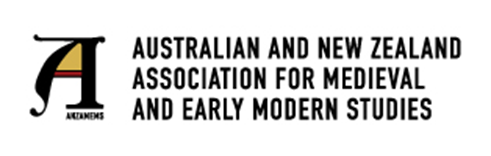 AUSTRALIAN AND NEW ZEALAND
ASSOCIATION FOR MEDIEVAL
AND EARLY MODERN STUDIES
A
ANZAMEMS